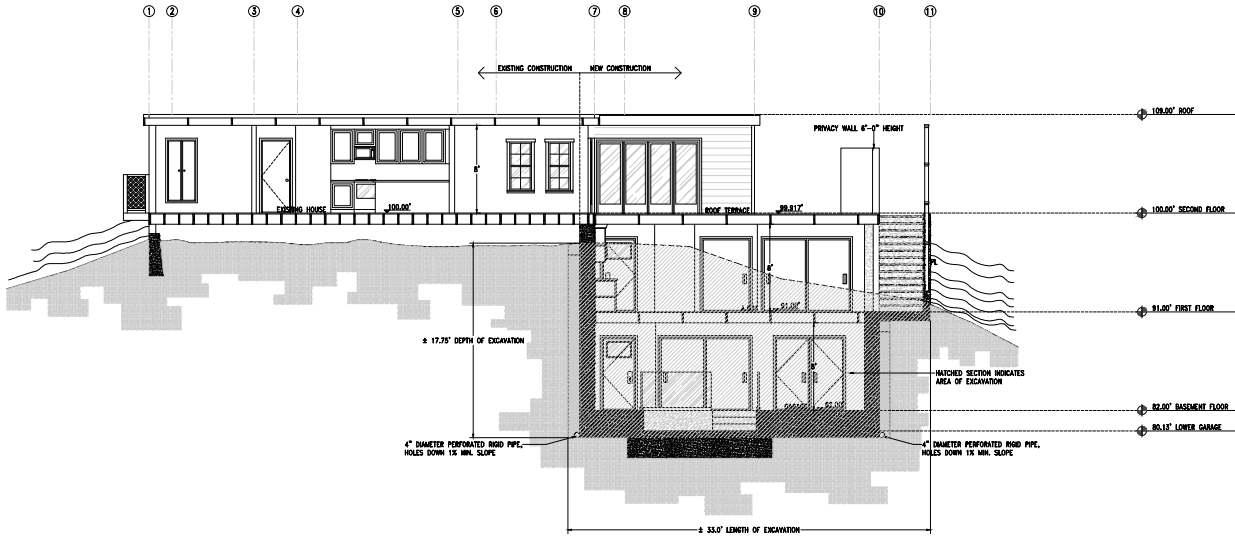 1 2 3 4 5 6 7 8 9 10 11
EXISTING CONSTRUCTION NEW CONSTRUCTION
109.00' ROOF
PRIVACY WALL 6'-0" HEIGHT
8'
EXISTING HOUSE 100.00' ROOF TERRACE 99.917'
100.00' SECOND FLOOR
PL
8'
91.00'
91.00' FIRST FLOOR
± 17.75' DEPTH OF EXCAVATION
8'
HATCHED SECTION INDICATES
AREA OF EXCAVATION
GARAGE 82.00'
82.00' BASEMENT FLOOR
80.13' LOWER GARAGE
4" DIAMETER PERFORATED RIGID PIPE,
HOLES DOWN 1% MIN. SLOPE
4" DIAMETER PERFORATED RIGID PIPE,
HOLES DOWN 1% MIN. SLOPE
± 33.0' LENGTH OF EXCAVATION